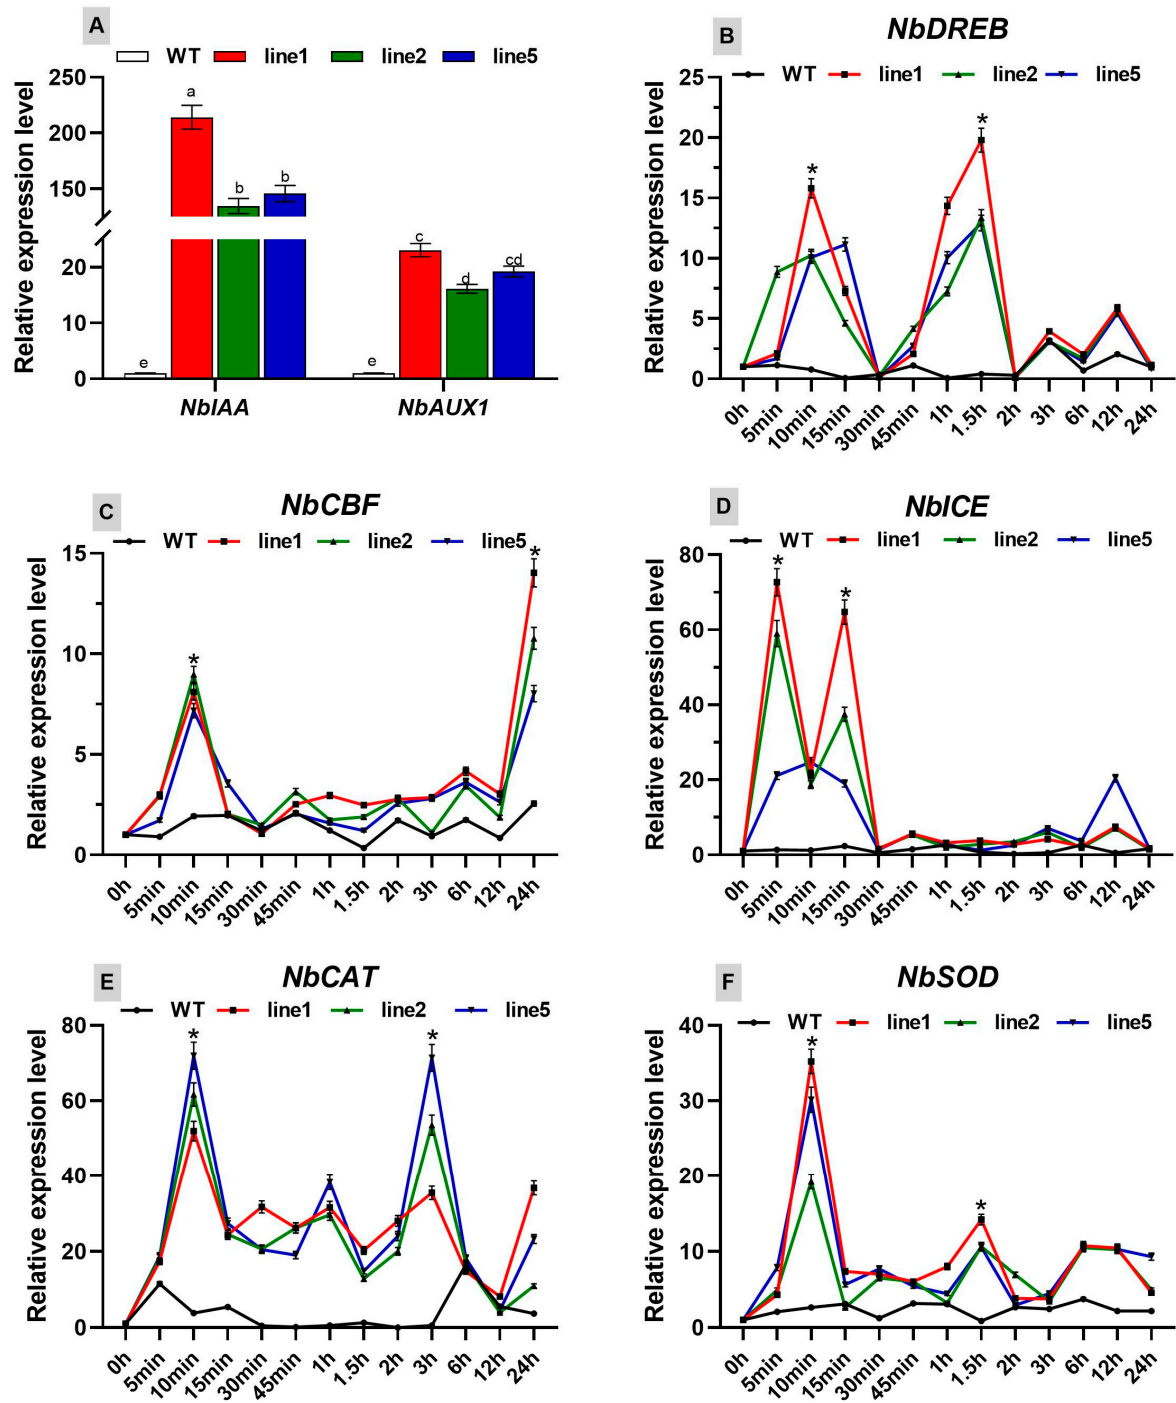 A
WT line1 line2 line5
Relative expression level
250
200
150
20
10
0
a
b
b
c
d
cd
e
e
NbIAA NbAUX1
B
NbDREB
WT line1 line2 line5
Relative expression level
25
20
15
10
5
0
*
*
0h 5min 10min 15min 30min 45min 1h 1.5h 2h 3h 6h 12h 24h
C
NbCBF
WT line1 line2 line5
Relative expression level
15
10
5
0
*
*
0h 5min 10min 15min 30min 45min 1h 1.5h 2h 3h 6h 12h 24h
D
NbICE
WT line1 line2 line5
Relative expression level
80
60
40
20
0
*
*
0h 5min 10min 15min 30min 45min 1h 1.5h 2h 3h 6h 12h 24h
E
NbCAT
WT line1 line2 line5
Relative expression level
80
60
40
20
0
*
*
0h 5min 10min 15min 30min 45min 1h 1.5h 2h 3h 6h 12h 24h
F
NbSOD
WT line1 line2 line5
Relative expression level
40
30
20
10
0
*
*
0h 5min 10min 15min 30min 45min 1h 1.5h 2h 3h 6h 12h 24h